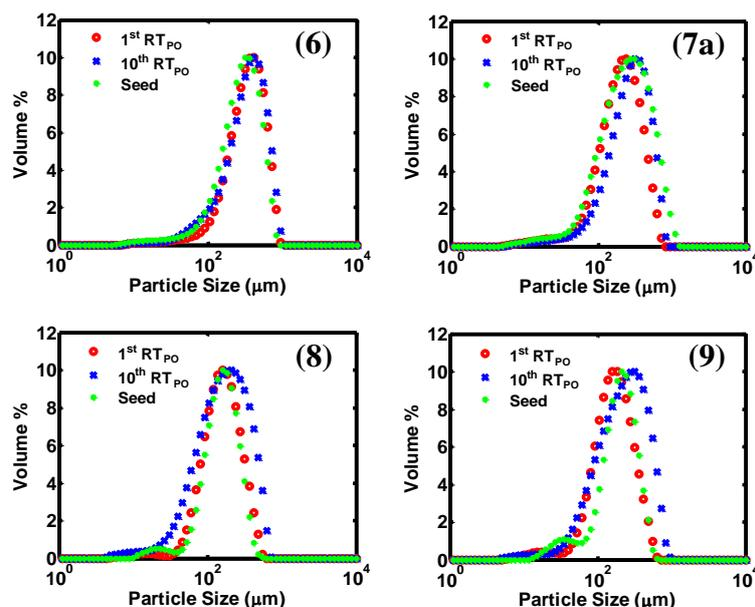 (6)
12
10
8
6
4
2
0
Volume %
1st RTPO
10th RTPO
Seed
10^0 10^2 10^4
Particle Size (μm)
(7a)
12
10
8
6
4
2
0
Volume %
1st RTPO
10th RTPO
Seed
10^0 10^2 10^4
Particle Size (μm)
(8)
12
10
8
6
4
2
0
Volume %
1st RTPO
10th RTPO
Seed
10^0 10^2 10^4
Particle Size (μm)
(9)
12
10
8
6
4
2
0
Volume %
1st RTPO
10th RTPO
Seed
10^0 10^2 10^4
Particle Size (μm)